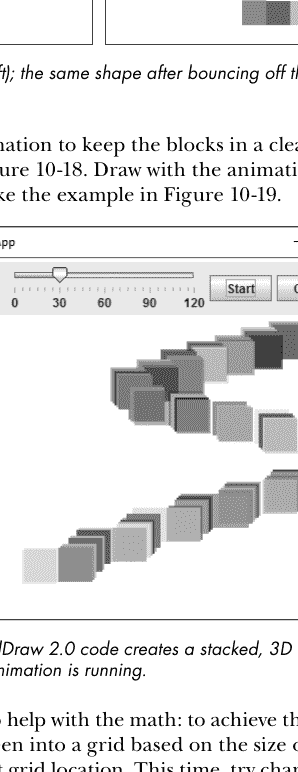 ft); the same shape after bouncing off th
nation to keep the blocks in a clea
ure 10-18. Draw with the animati
ke the example in Figure 10-19.
App
0 30 60 90 120 Start
lDraw 2.0 code creates a stacked, 3D
nimation is running.
help with the math: to achieve th
en into a grid based on the size o
t grid location. This time, try chan